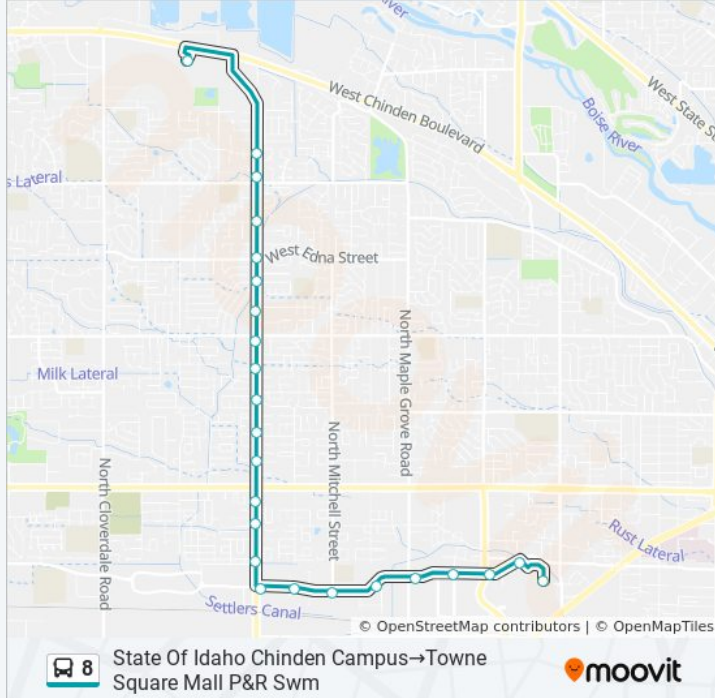 River
West Chinden Boulevard
West State S
Boise River
s Lateral
West Edna Street
North Maple Grove Road
Milk Lateral
North Mitchell Street
North Cloverdale Road
Rust Lateral
Settlers Canal
© OpenStreetMap contributors | © OpenMapTiles
8
State Of Idaho Chinden Campus→Towne
Square Mall P&R Swm
moovit